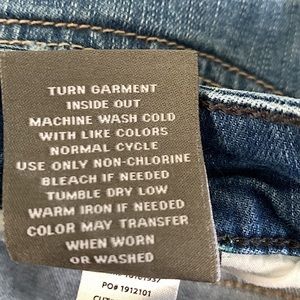 TURN GARMENT
INSIDE OUT
MACHINE WASH COLD
WITH LIKE COLORS
NORMAL CYCLE
USE ONLY NON-CHLORINE
BLEACH IF NEEDED
TUMBLE DRY LOW
WARM IRON IF NEEDED
COLOR MAY TRANSFER
WHEN WORN
OR WASHED
PO# 1912101